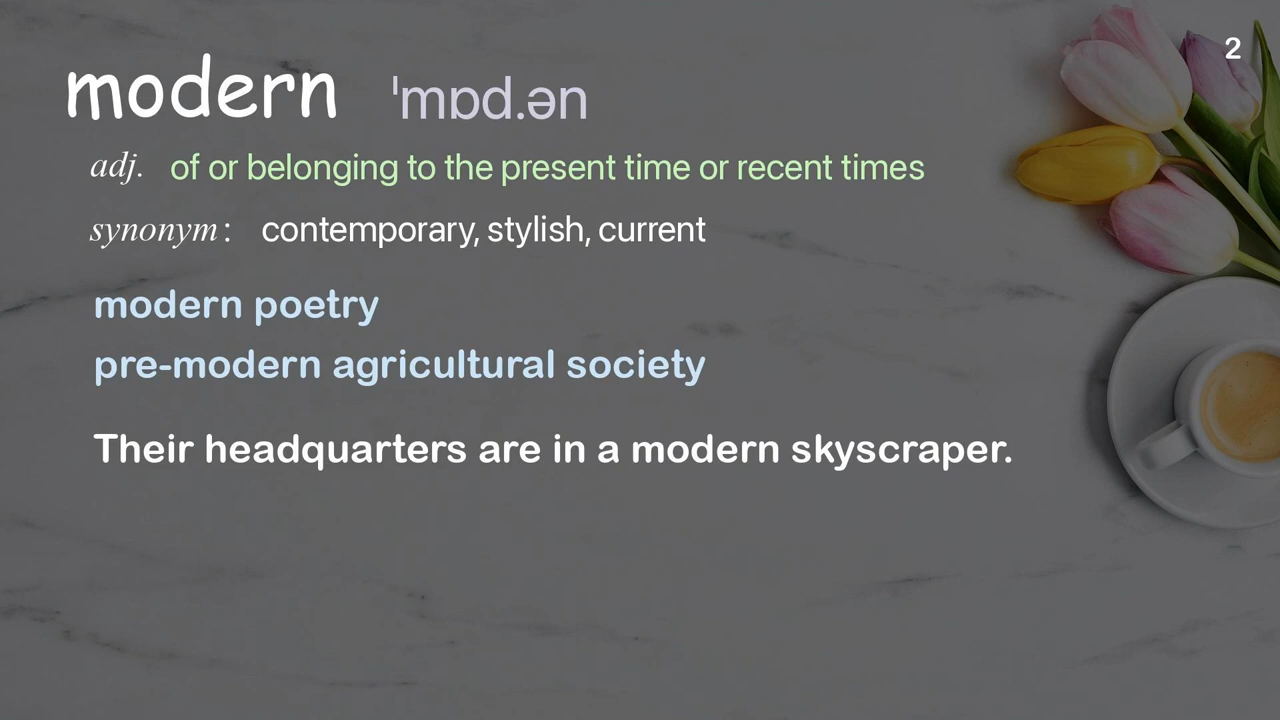 2
modern ˈmɒd.ən
adj. of or belonging to the present time or recent times
synonym : contemporary, stylish, current
modern poetry
pre-modern agricultural society
Their headquarters are in a modern skyscraper.